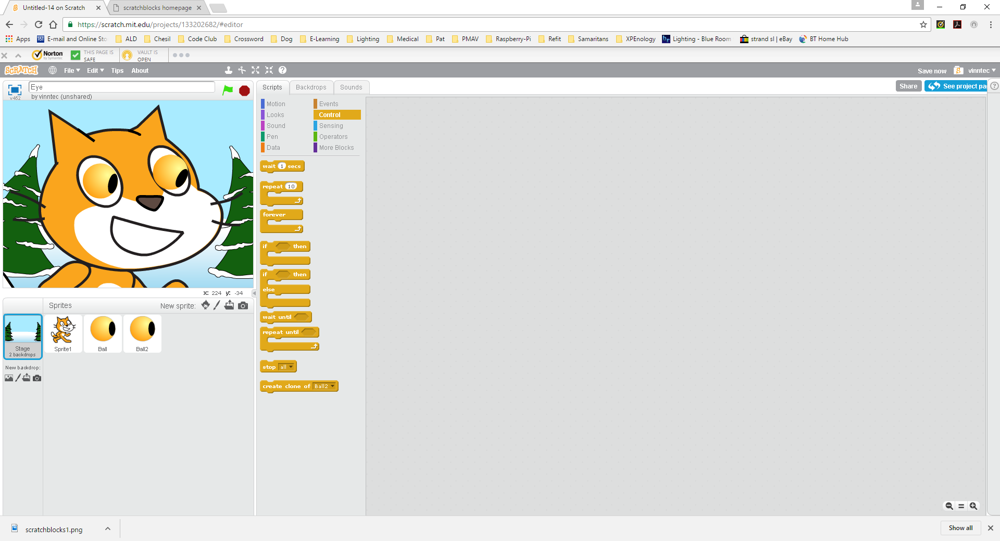 Untitled-14 on Scratch
scratchblocks homepage
https://scratch.mit.edu/projects/133202682/#editor
Apps
1&1
E-mail and Online Sto
ALD
Chesil
Code Club
Crossword
Dog
E-Learning
Lighting
Medical
Pat
PMAV
Raspberry-Pi
Refit
Samaritans
XPEnology
br
Lighting - Blue Room
strand sl | eBay
BT Home Hub
Norton
by Symantec
THIS PAGE IS
SAFE
VAULT IS
OPEN
SCRATCH
File
Edit
Tips
About
Save now
vinntec
v452
Eye
by vinntec (unshared)
Scripts
Backdrops
Sounds
Share
See project pa
Motion
Events
Looks
Control
Sound
Sensing
Pen
Operators
Data
More Blocks
wait 1 secs
repeat 10
forever
if then
if then
else
wait until
repeat until
stop all
create clone of Ball2
X: 224 y: -34
Sprites
New sprite:
Stage
2 backdrops
Sprite1
Ball
Ball2
New backdrop:
scratchblocks1.png
Show all